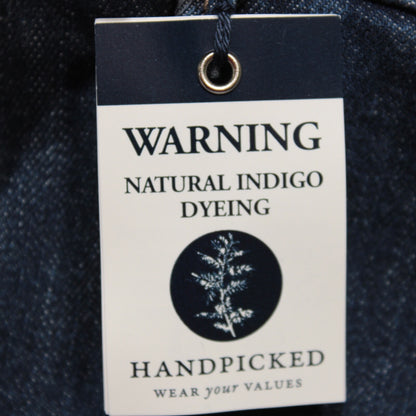 WARNING
NATURAL INDIGO
DYEING
HANDPICKED
WEAR your VALUES